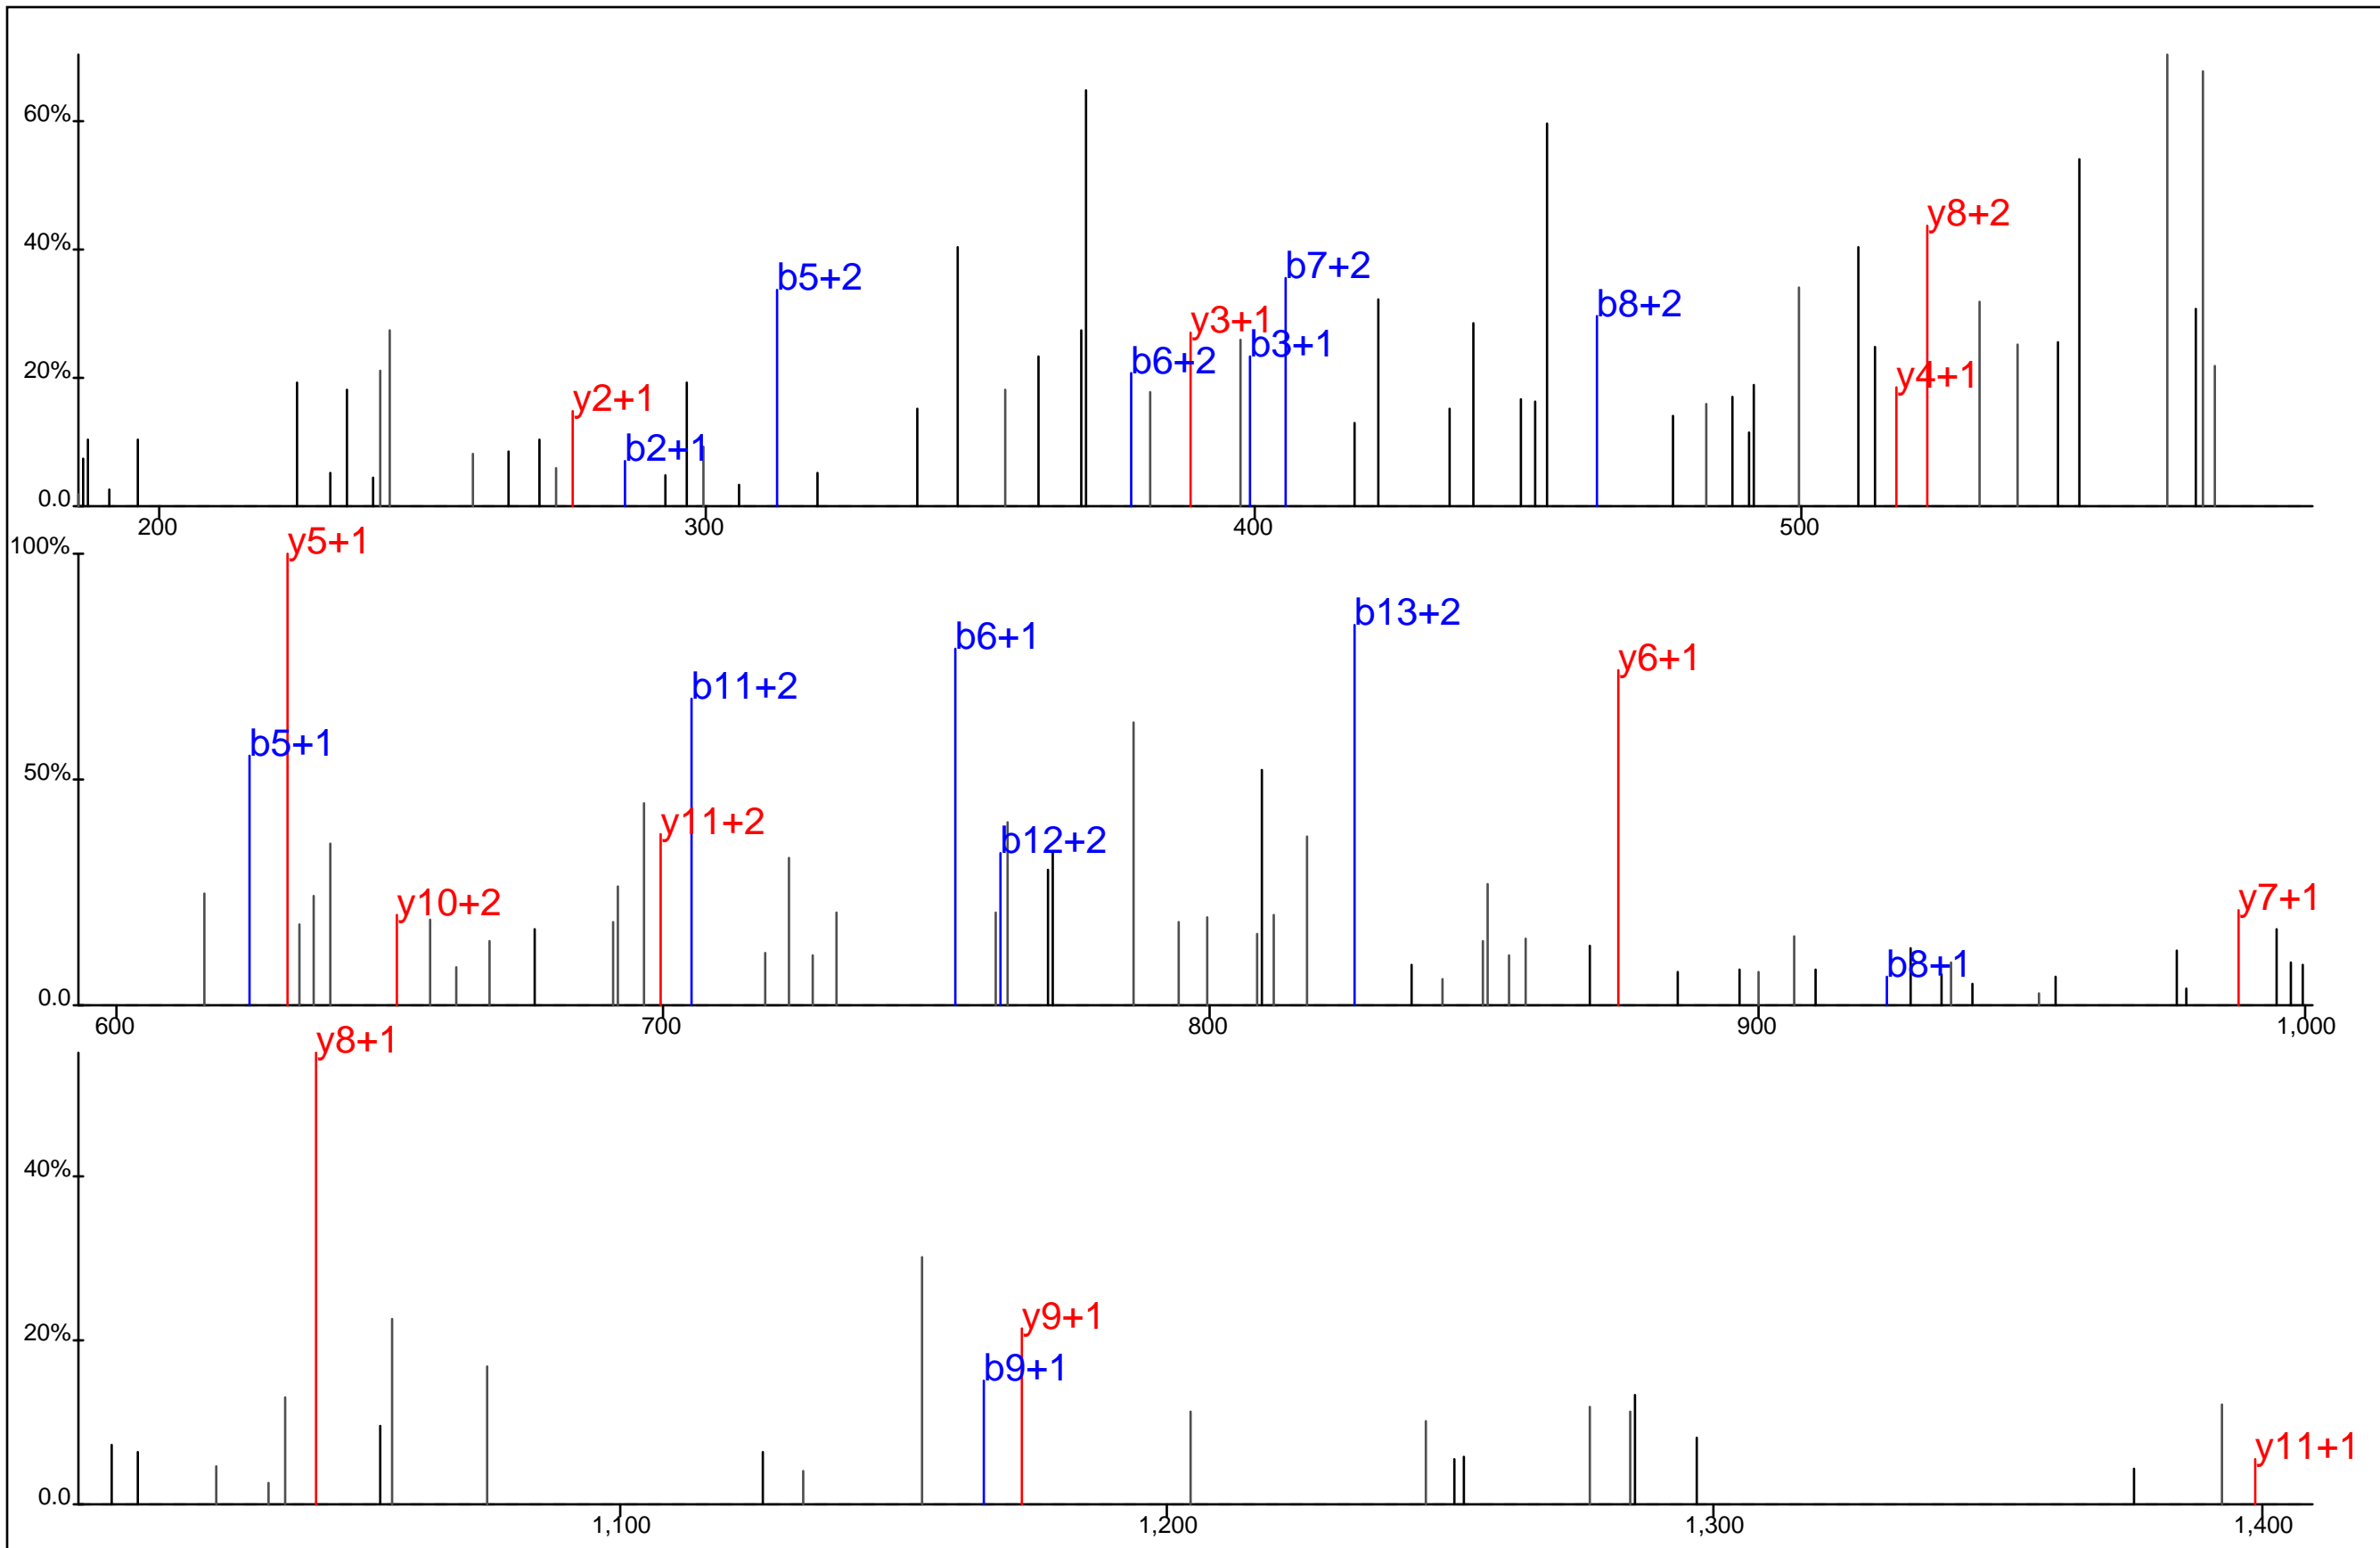 60%
40%
20%
0.0
y2+1
b2+1
b5+2
b6+2
y3+1
b3+1
b7+2
b8+2
y4+1
y8+2
200
300
400
500
100%
50%
0.0
b5+1
y5+1
y10+2
y11+2
b11+2
b6+1
b12+2
b13+2
y6+1
b8+1
y7+1
600
700
800
900
1,000
40%
20%
0.0
y8+1
b9+1
y9+1
y11+1
1,100
1,200
1,300
1,400